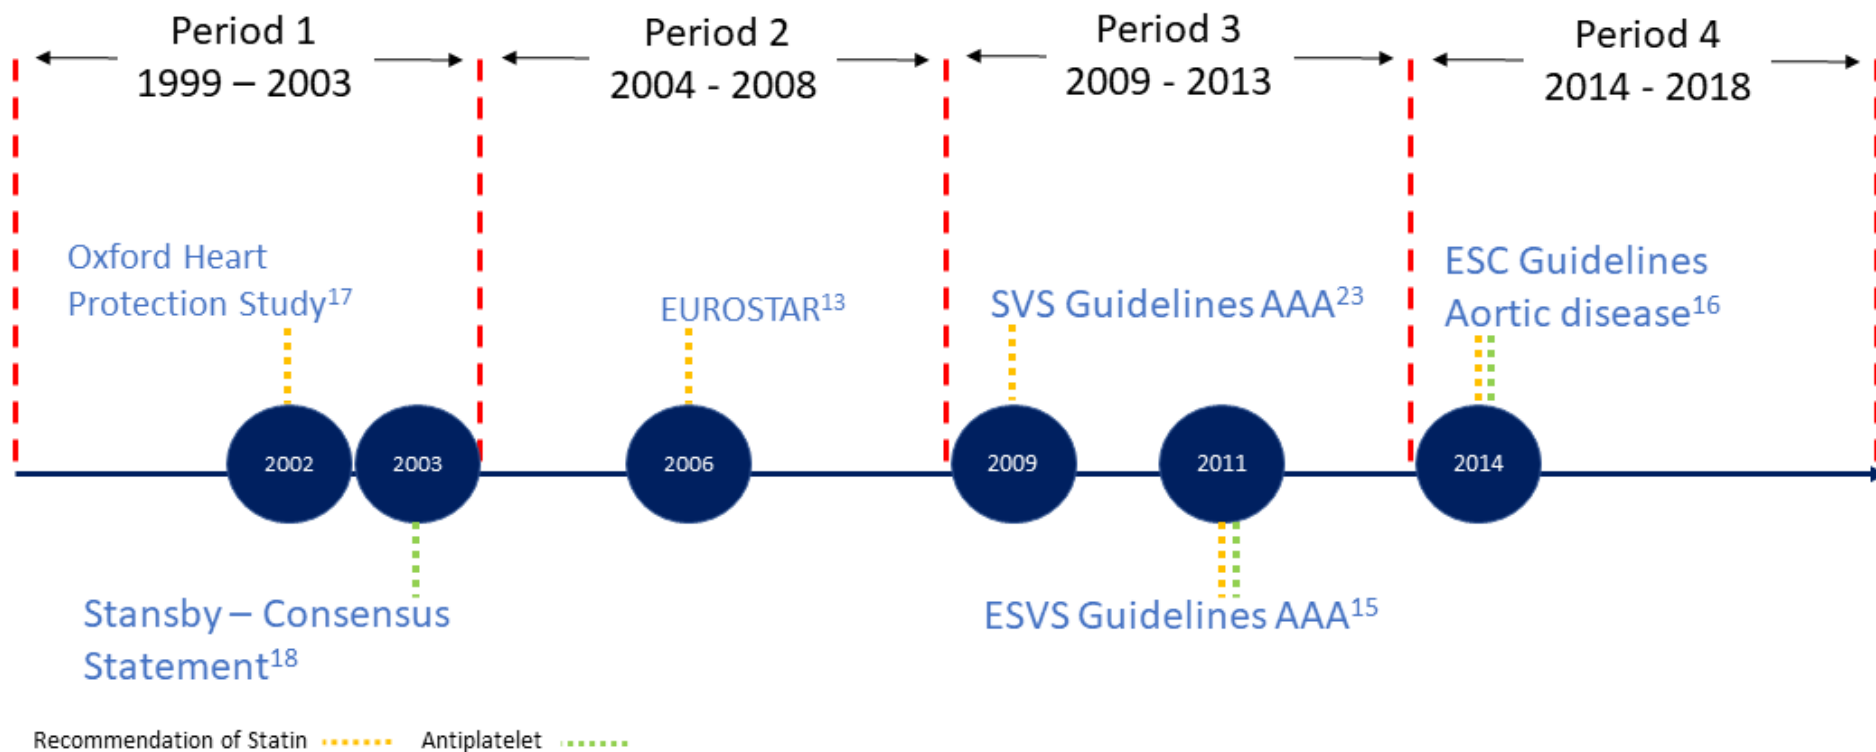 Period 1
1999 – 2003
Period 2
2004 - 2008
Period 3
2009 - 2013
Period 4
2014 - 2018
Oxford Heart
Protection Study17
EUROSTAR13
SVS Guidelines AAA23
ESC Guidelines
Aortic disease16
2002
2003
2006
2009
2011
2014
Stansby – Consensus
Statement18
ESVS Guidelines AAA15
Recommendation of Statin
Antiplatelet